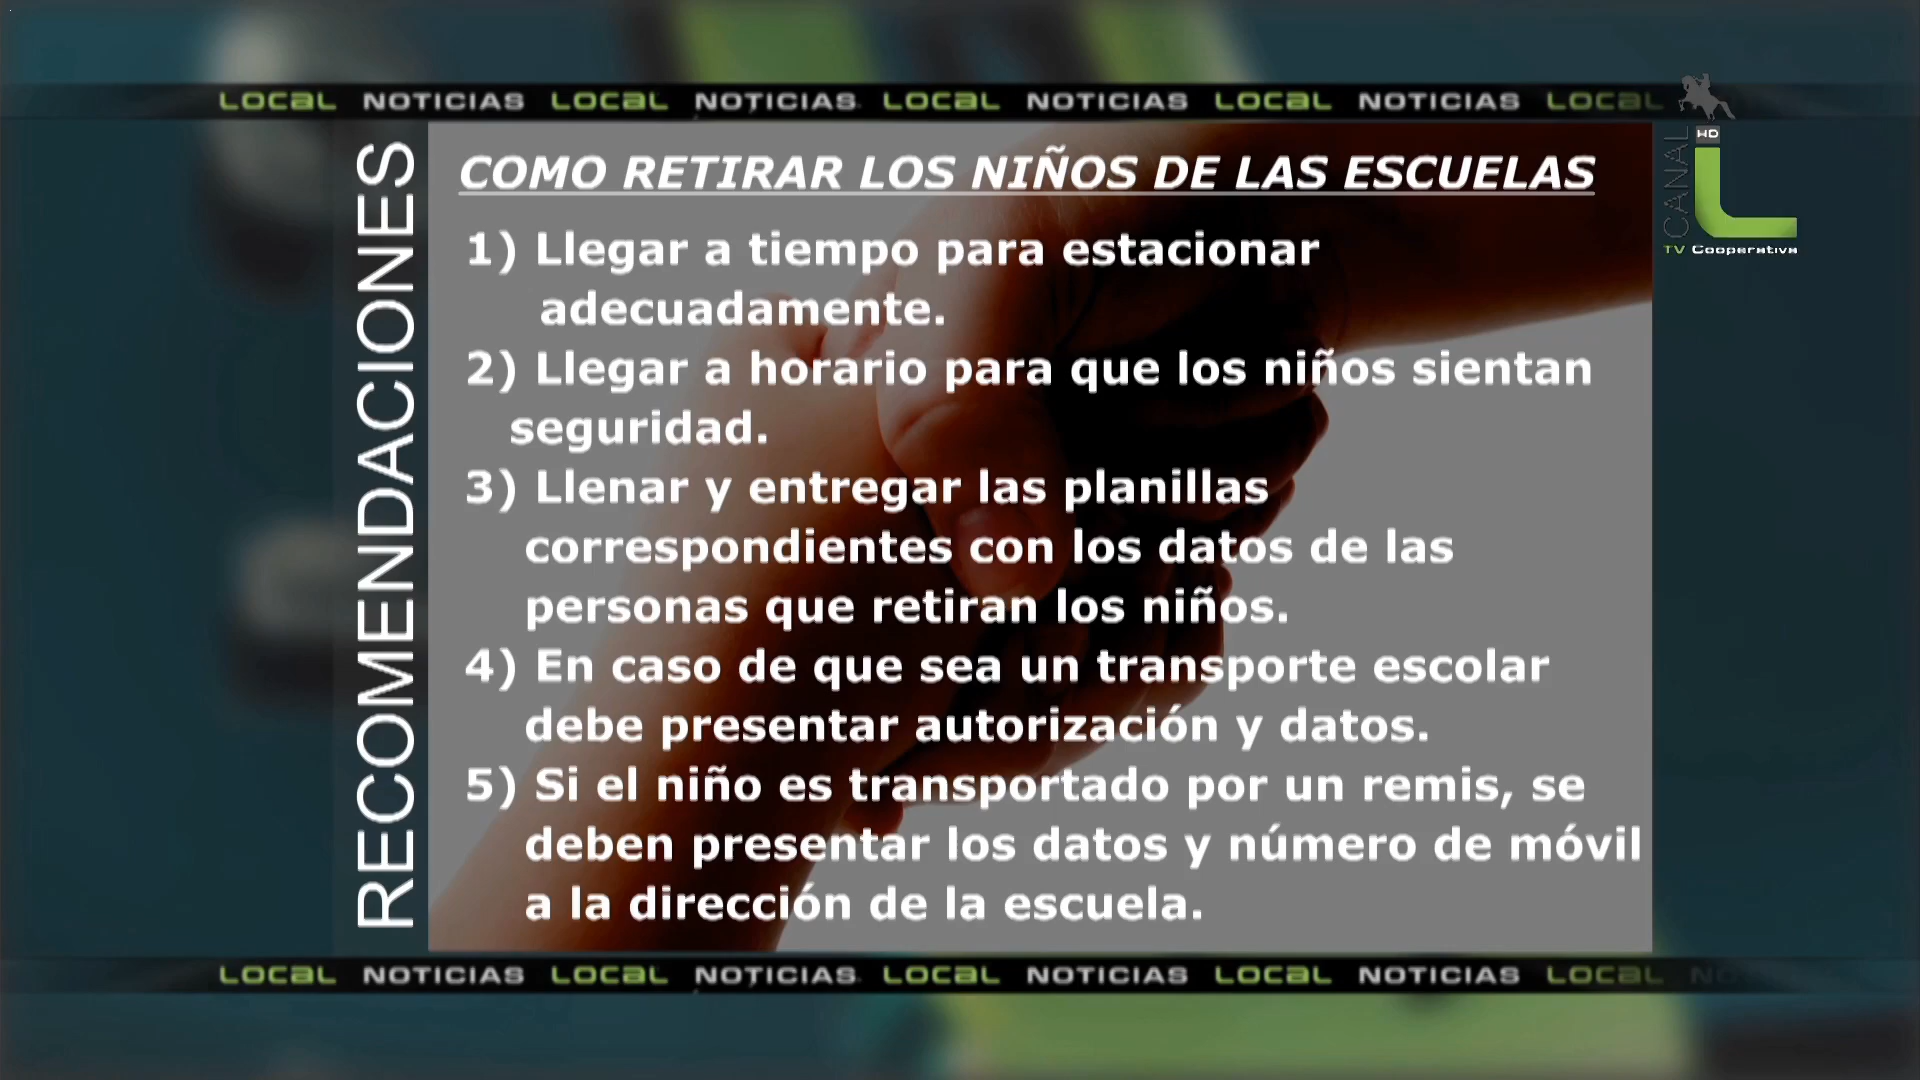 LOCAL NOTICIAS LOCAL NOTICIAS LOCAL NOTICIAS LOCAL NOTICIAS LOCAL
HD
CANAL
L
TV Cooperativa
RECOMENDACIONES
COMO RETIRAR LOS NIÑOS DE LAS ESCUELAS
1) Llegar a tiempo para estacionar
adecuadamente.
2) Llegar a horario para que los niños sientan
seguridad.
3) Llenar y entregar las planillas
correspondientes con los datos de las
personas que retiran los niños.
4) En caso de que sea un transporte escolar
debe presentar autorización y datos.
5) Si el niño es transportado por un remis, se
deben presentar los datos y número de móvil
a la dirección de la escuela.
LOCAL NOTICIAS LOCAL NOTICIAS LOCAL NOTICIAS LOCAL NOTICIAS LOCAL NO